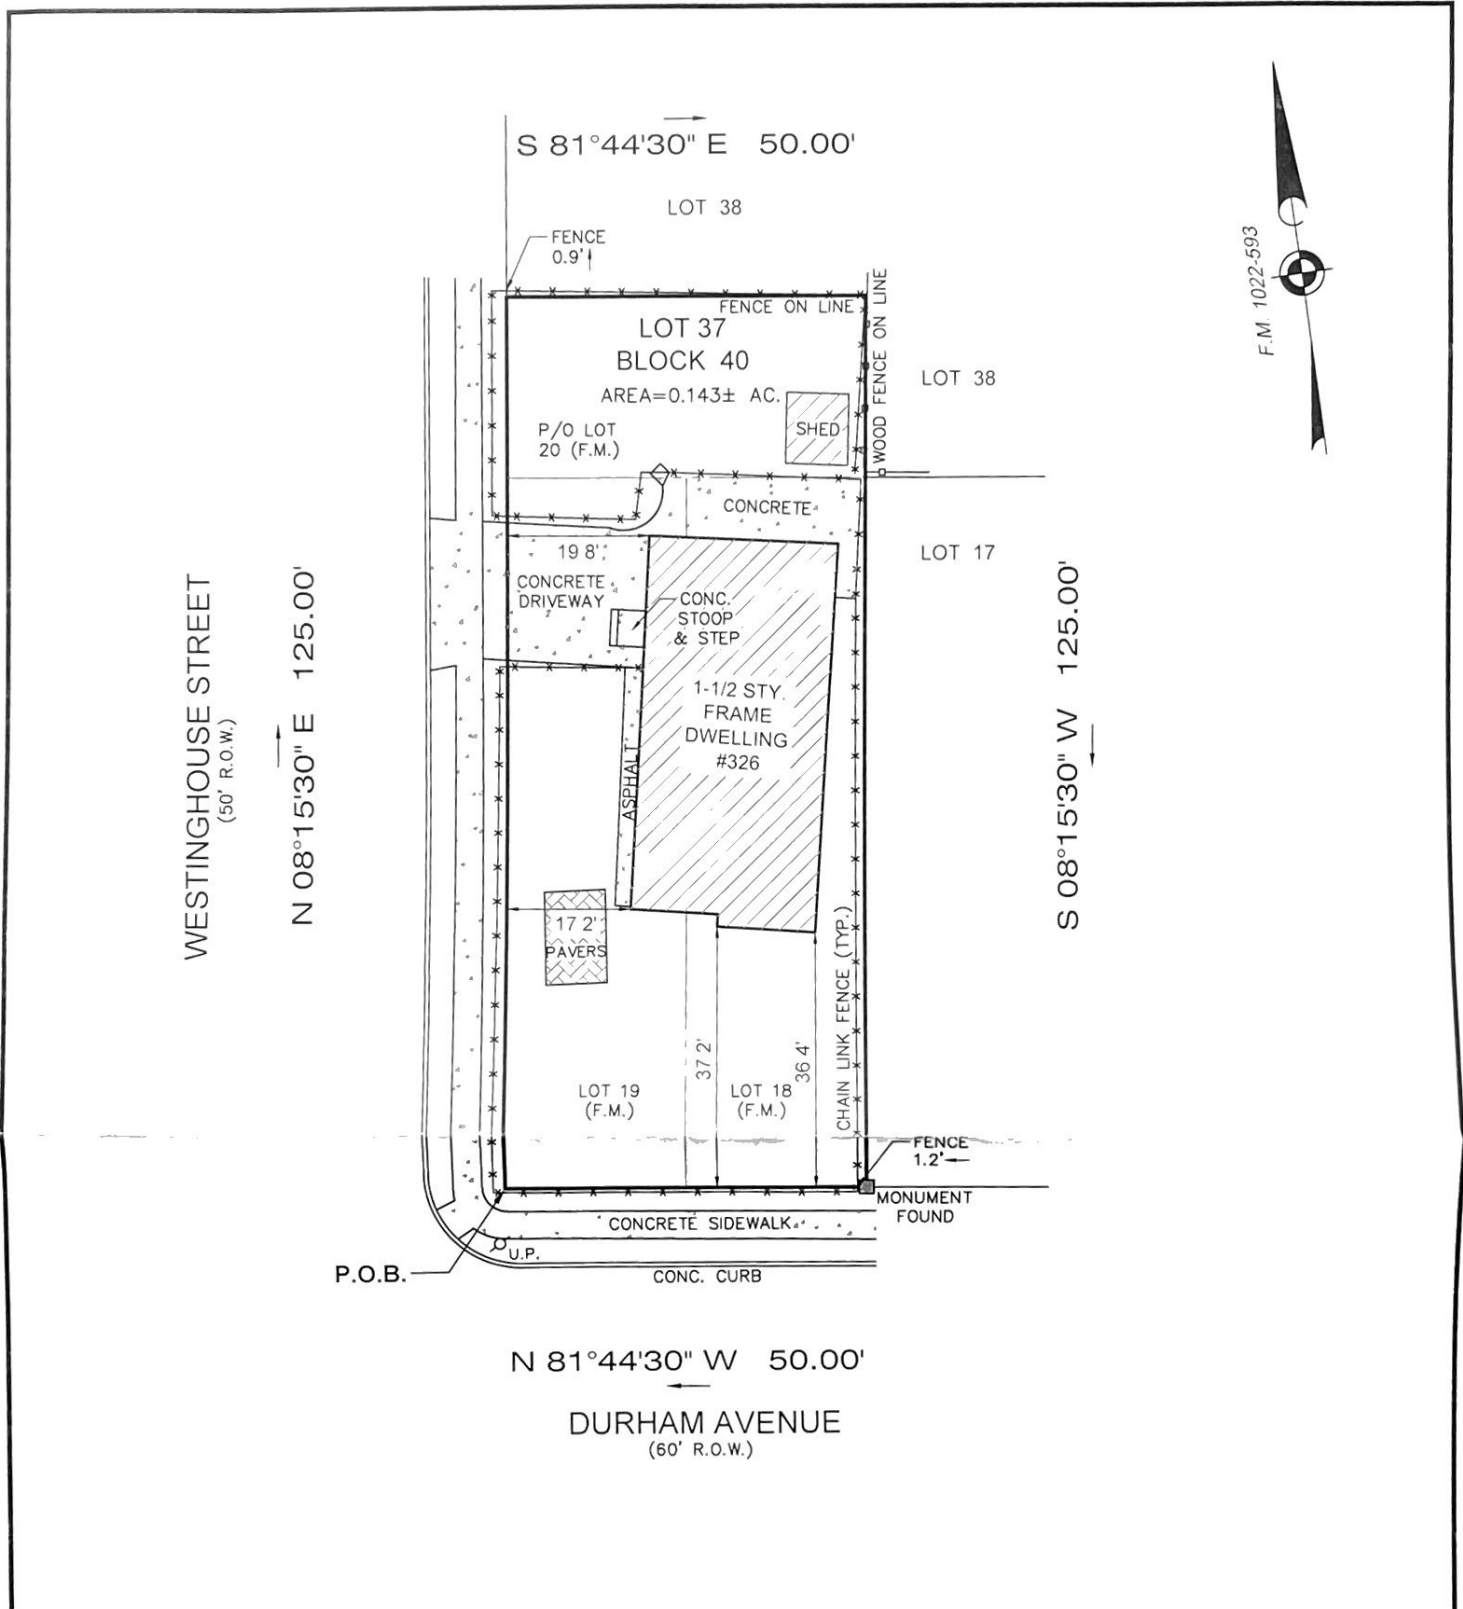 S 81°44'30" E 50.00'
LOT 38
FENCE
0.9'
F.M. 1022-593
FENCE ON LINE
WOOD FENCE ON LINE
LOT 37
BLOCK 40
AREA=0.143± AC.
LOT 38
P/O LOT
20 (F.M.)
SHED
CONCRETE
19 8'
LOT 17
CONCRETE
DRIVEWAY
CONC.
STOOP
& STEP
WESTINGHOUSE STREET
(50' R.O.W.)
N 08°15'30" E 125.00'
S 08°15'30" W 125.00'
1-1/2 STY.
FRAME
DWELLING
#326
ASPHALT
17 2'
PAVERS
CHAIN LINK FENCE (TYP.)
37 2'
36 4'
LOT 19
(F.M.)
LOT 18
(F.M.)
FENCE
1.2'
MONUMENT
FOUND
CONCRETE SIDEWALK
U.P.
P.O.B.
CONC. CURB
N 81°44'30" W 50.00'
DURHAM AVENUE
(60' R.O.W.)